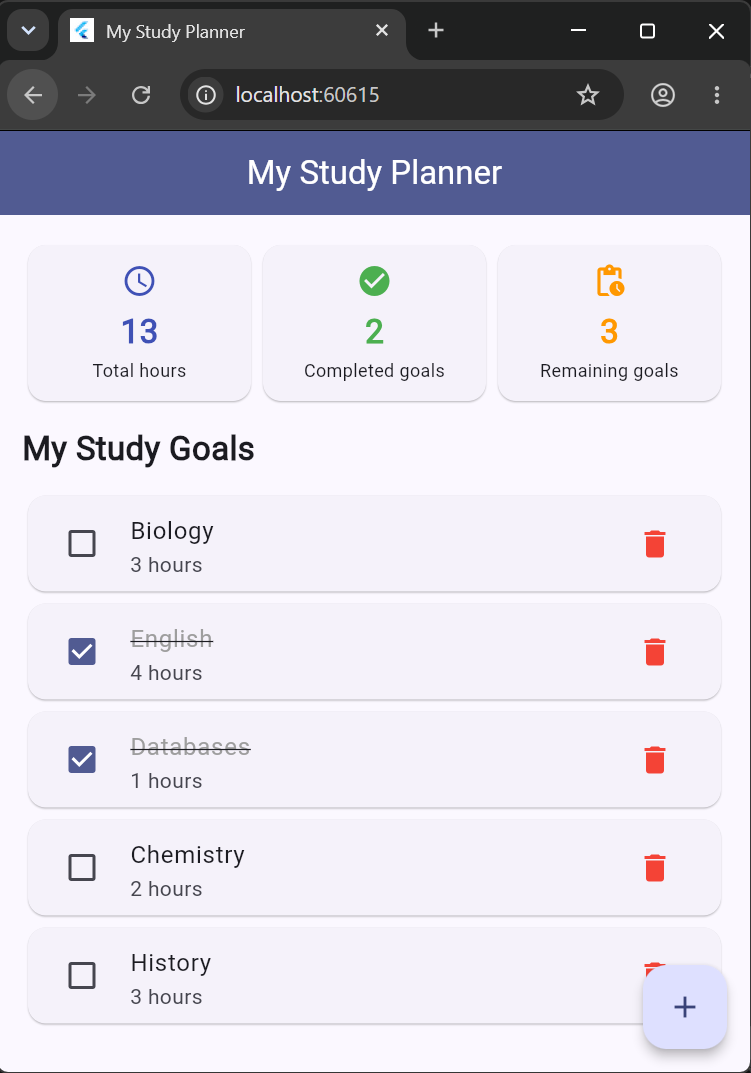 My Study Planner
localhost:60615
My Study Planner
13
2
3
Total hours
Completed goals
Remaining goals
My Study Goals
Biology
3 hours
English
4 hours
Databases
1 hours
Chemistry
2 hours
History
3 hours